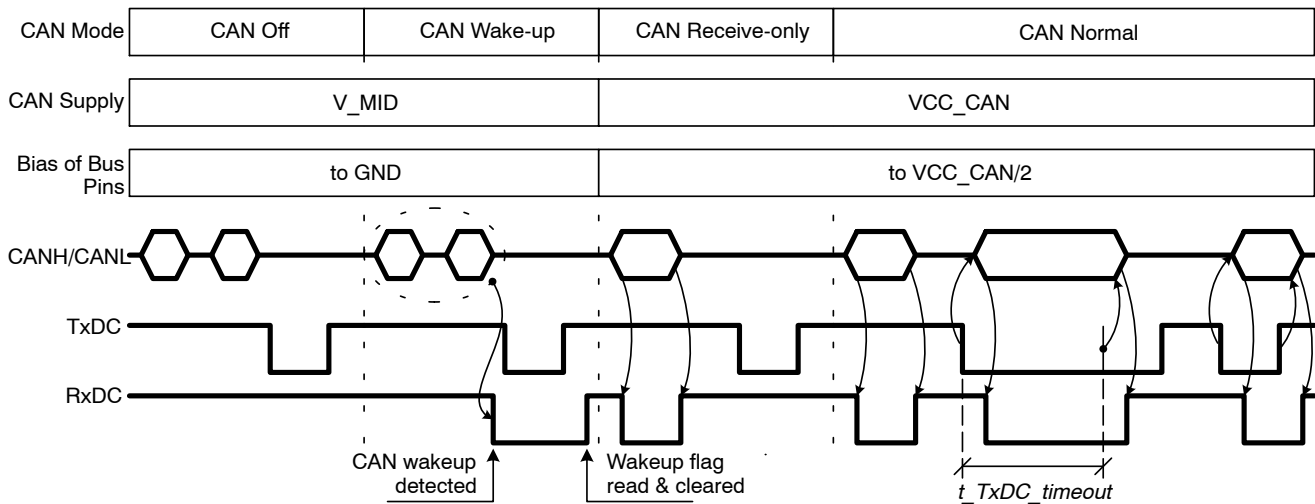 CAN Mode
CAN Off
CAN Wake-up
CAN Receive-only
CAN Normal
CAN Supply
V_MID
VCC_CAN
Bias of Bus
Pins
to GND
to VCC_CAN/2
CANH/CANL
TxDC
RxDC
CAN wakeup
detected
Wakeup flag
read & cleared
t_TxDC_timeout